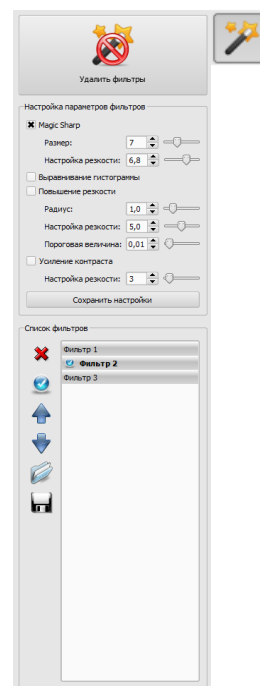 Удалить фильтры
Настройка параметров фильтров
Magic Sharp
Размер: 7
Настройка резкости: 6,8
Выравнивание гистограммы
Повышение резкости
Радиус: 1,0
Настройка резкости: 5,0
Пороговая величина: 0,01
Усиление контраста
Настройка резкости: 3
Сохранить настройки
Список фильтров
Фильтр 1
Фильтр 2
Фильтр 3